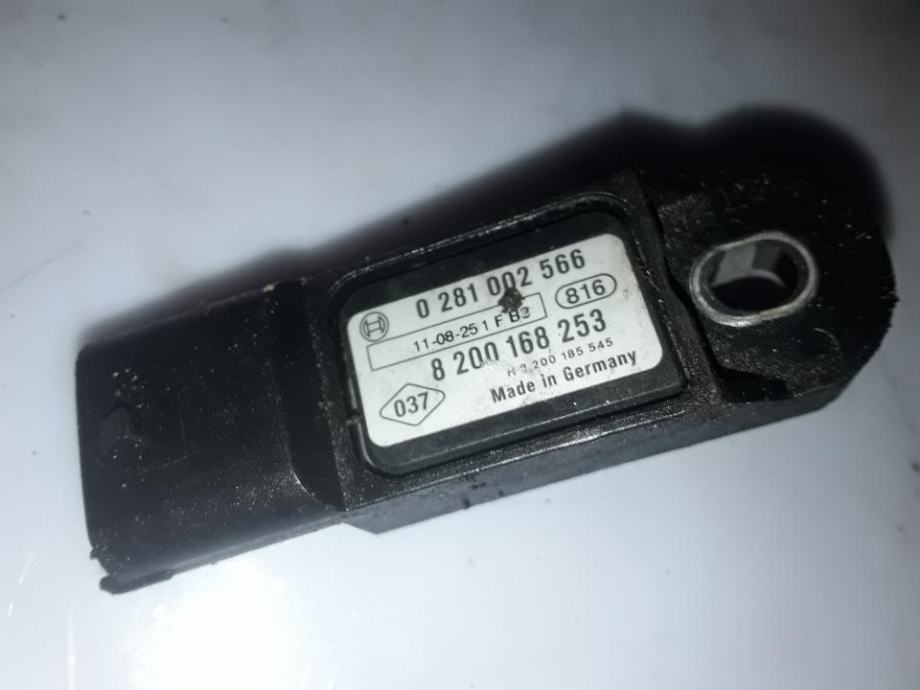 0 281 002 566
11-08-25 1 F B3
816
8 200 168 253
H 8 200 185 545
037
Made in Germany